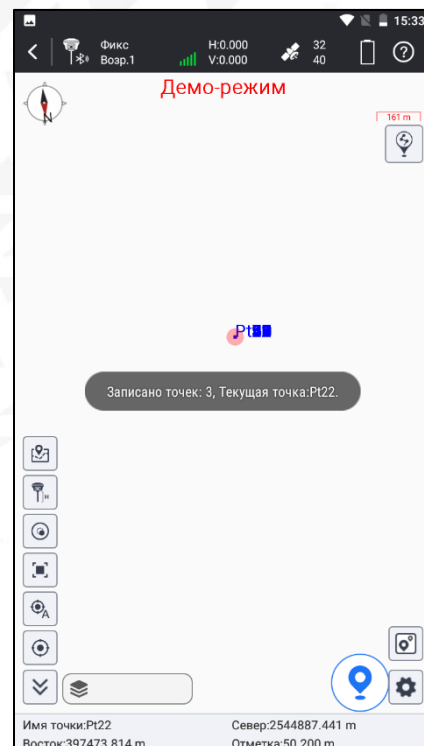 15:33
Фикс H:0.000 32
Возр.1 V:0.000 40
Демо-режим
N
161 m
Записано точек: 3, Текущая точка:Pt22.
H
A
Имя точки:Pt22 Север:2544887.441 m
Восток:397473.814 m Отметка:50.200 m